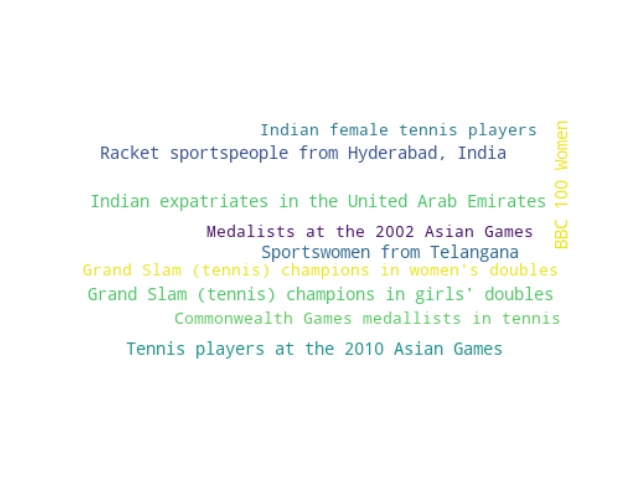 Indian female tennis players
Racket sportspeople from Hyderabad, India
BBC 100 Women
Indian expatriates in the United Arab Emirates
Medalists at the 2002 Asian Games
Sportswomen from Telangana
Grand Slam (tennis) champions in women's doubles
Grand Slam (tennis) champions in girls' doubles
Commonwealth Games medallists in tennis
Tennis players at the 2010 Asian Games